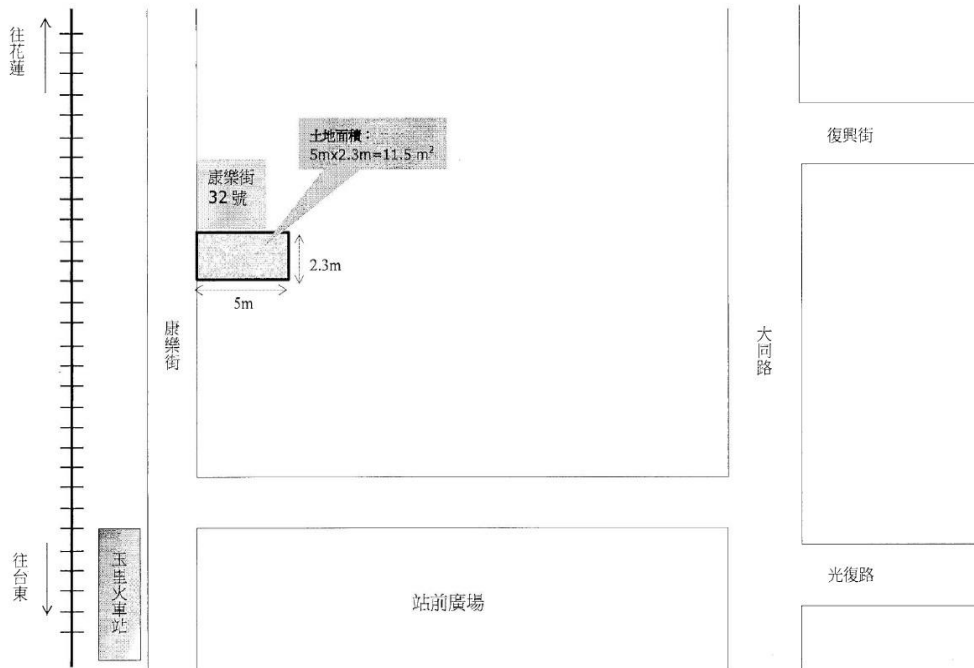 往花蓮
土地面積：
5mx2.3m=11.5 m²
康樂街
32 號
2.3m
5m
復興街
康樂街
大同路
往台東
玉里火車站
站前廣場
光復路